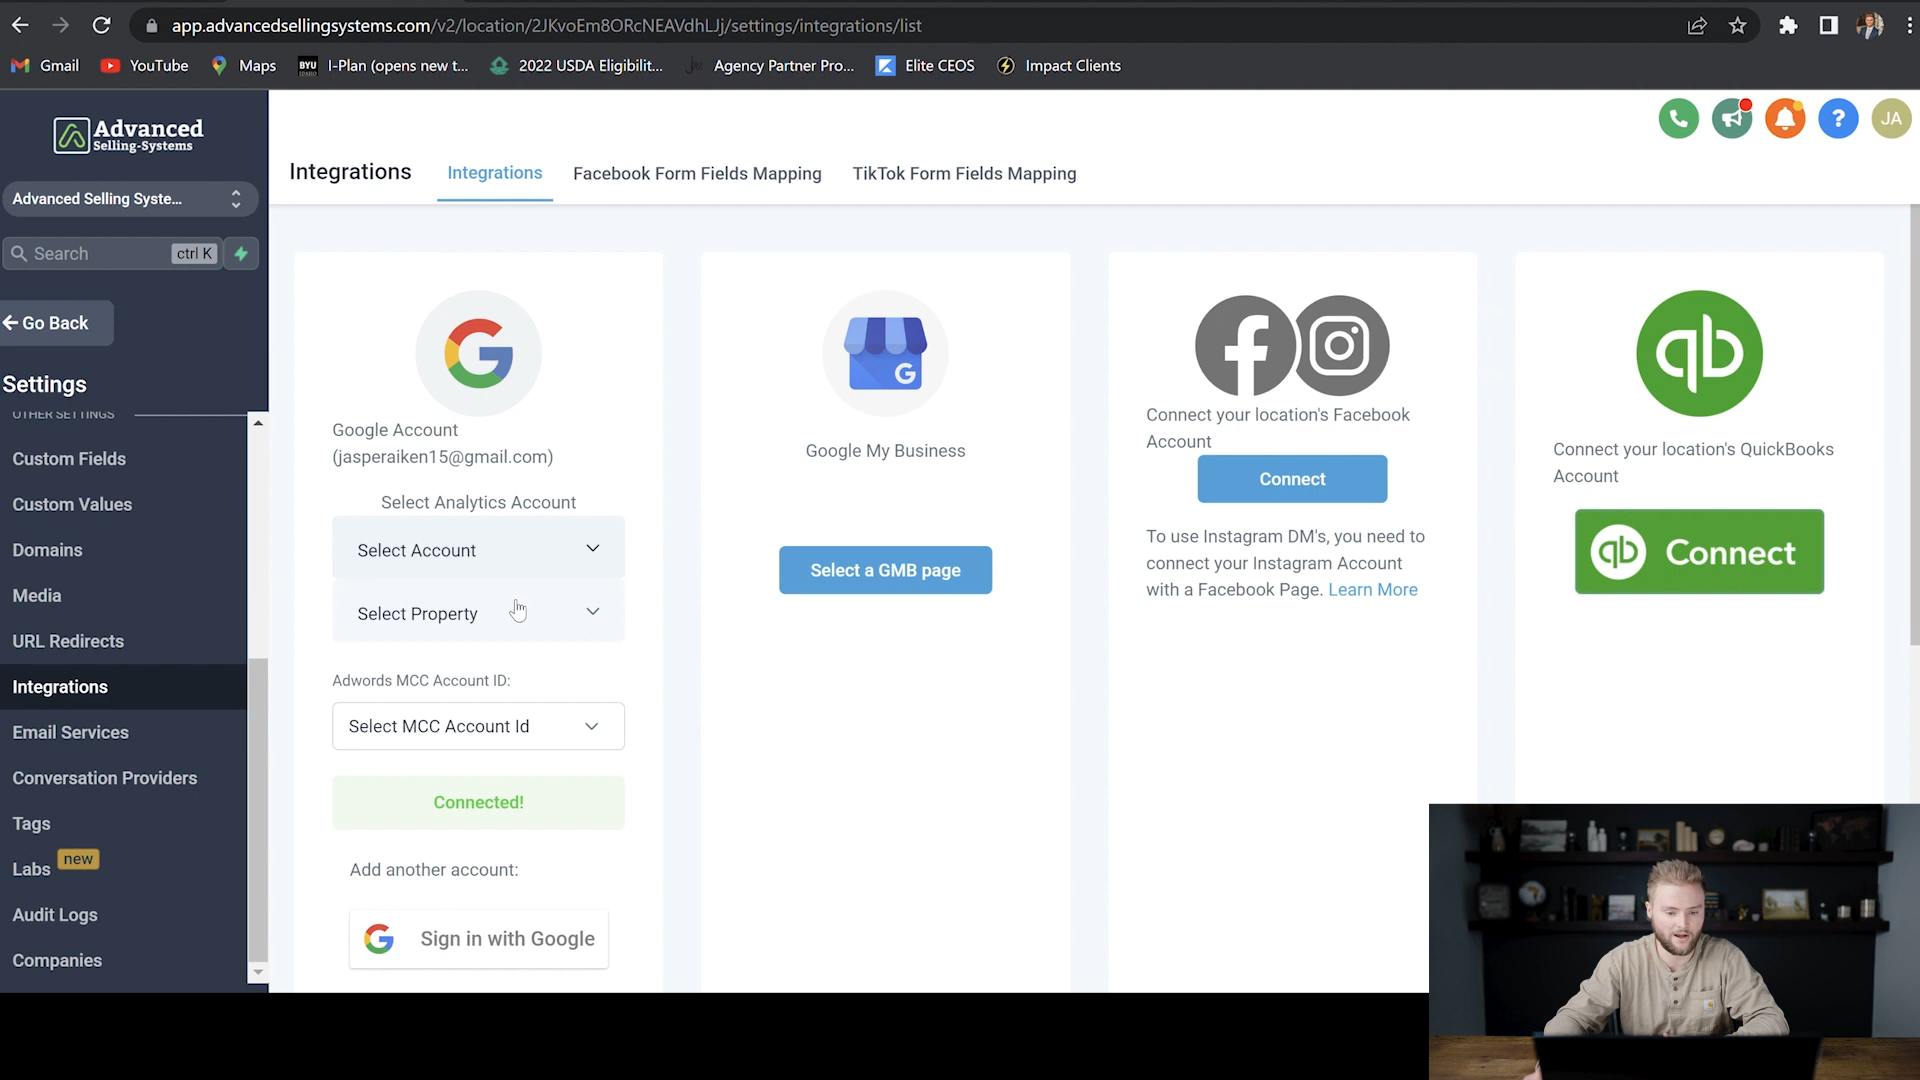 app.advancedsellingsystems.com/v2/location/2JKvoEm8ORcNEAVdhLJj/settings/integrations/list
Gmail YouTube Maps BYU I-Plan (opens new t... 2022 USDA Eligibilit... Agency Partner Pro... Elite CEOS Impact Clients
Advanced
Selling-Systems
Advanced Selling Syste...
Search ctrl K
Go Back
Settings
OTHER SETTINGS
Custom Fields
Custom Values
Domains
Media
URL Redirects
Integrations
Email Services
Conversation Providers
Tags
Labs new
Audit Logs
Companies
? JA
Integrations Integrations Facebook Form Fields Mapping TikTok Form Fields Mapping
Google Account
(jasperaiken15@gmail.com)
Select Analytics Account
Select Account
Select Property
Adwords MCC Account ID:
Select MCC Account Id
Connected!
Add another account:
Sign in with Google
G
Google My Business
Select a GMB page
Connect your location's Facebook
Account
Connect
To use Instagram DM's, you need to
connect your Instagram Account
with a Facebook Page. Learn More
qb
Connect your location's QuickBooks
Account
qb Connect